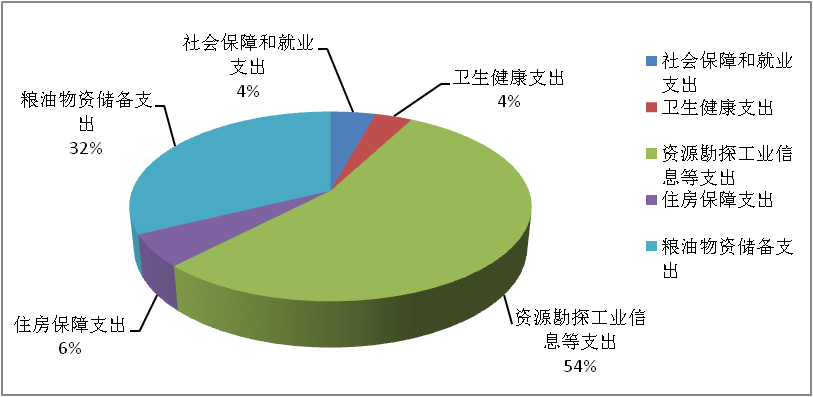 社会保障和就业
支出
4%
卫生健康支出
4%
粮油物资储备支
出
32%
住房保障支出
6%
资源勘探工业信
息等支出
54%
社会保障和就业
支出
卫生健康支出
资源勘探工业信
息等支出
住房保障支出
粮油物资储备支
出